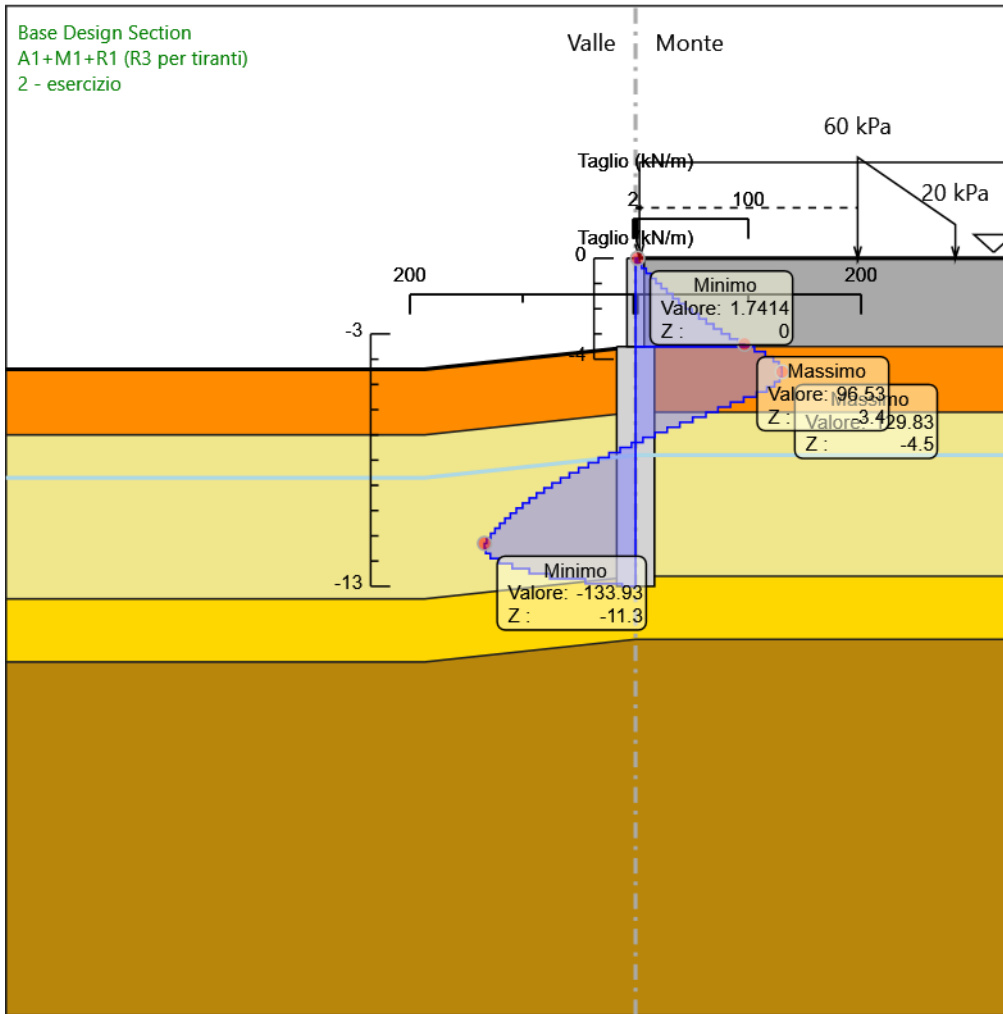 Base Design Section
A1+M1+R1 (R3 per tiranti)
2 - esercizio
Valle
Monte
60 kPa
Taglio (kN/m)
20 kPa
2
100
Taglio (kN/m)
0
200
200
Minimo
Valore: 1.7414
Z : 0
-3
-4
Massimo
Valore: 96.53
Z : -3.4
Massimo
Valore: 129.83
Z : -4.5
-13
Minimo
Valore: -133.93
Z : -11.3